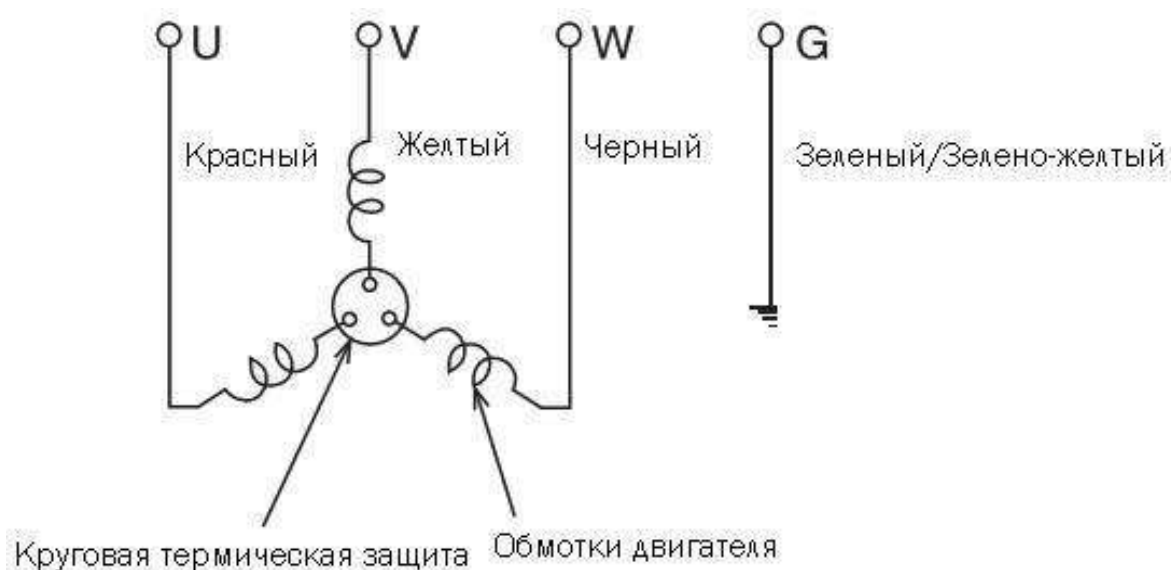 U V W G
Красный Желтый Черный Зеленый/Зелено-желтый
Круговая термическая защита Обмотки двигателя